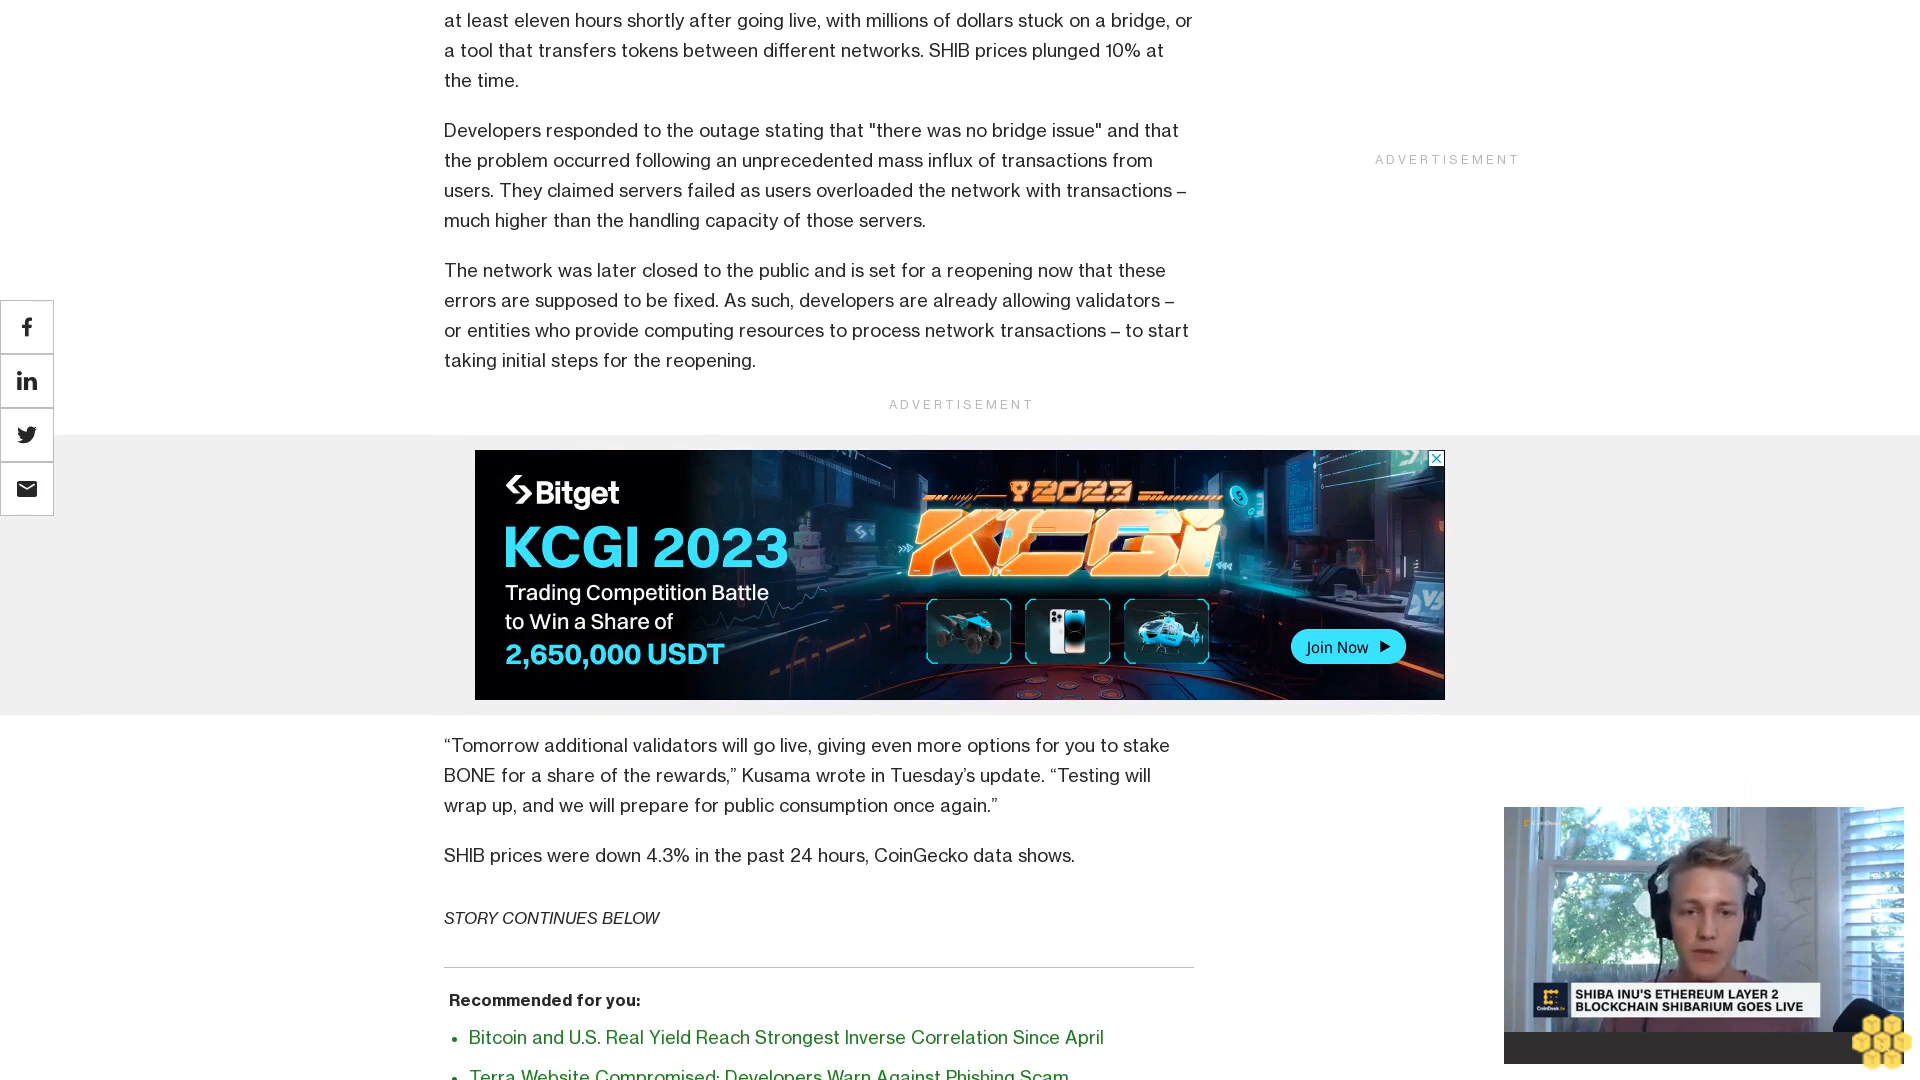 at least eleven hours shortly after going live, with millions of dollars stuck on a bridge, or
a tool that transfers tokens between different networks. SHIB prices plunged 10% at
the time.
Developers responded to the outage stating that "there was no bridge issue" and that
the problem occurred following an unprecedented mass influx of transactions from
users. They claimed servers failed as users overloaded the network with transactions –
much higher than the handling capacity of those servers.
ADVERTISEMENT
The network was later closed to the public and is set for a reopening now that these
errors are supposed to be fixed. As such, developers are already allowing validators –
or entities who provide computing resources to process network transactions – to start
taking initial steps for the reopening.
ADVERTISEMENT
Bitget
KCGI 2023
Trading Competition Battle
to Win a Share of
2,650,000 USDT
2023
KCGI
Join Now
“Tomorrow additional validators will go live, giving even more options for you to stake
BONE for a share of the rewards,” Kusama wrote in Tuesday’s update. “Testing will
wrap up, and we will prepare for public consumption once again.”
SHIB prices were down 4.3% in the past 24 hours, CoinGecko data shows.
STORY CONTINUES BELOW
Recommended for you:
• Bitcoin and U.S. Real Yield Reach Strongest Inverse Correlation Since April
• Terra Website Compromised; Developers Warn Against Phishing Scam
SHIBA INU'S ETHEREUM LAYER 2
BLOCKCHAIN SHIBARIUM GOES LIVE